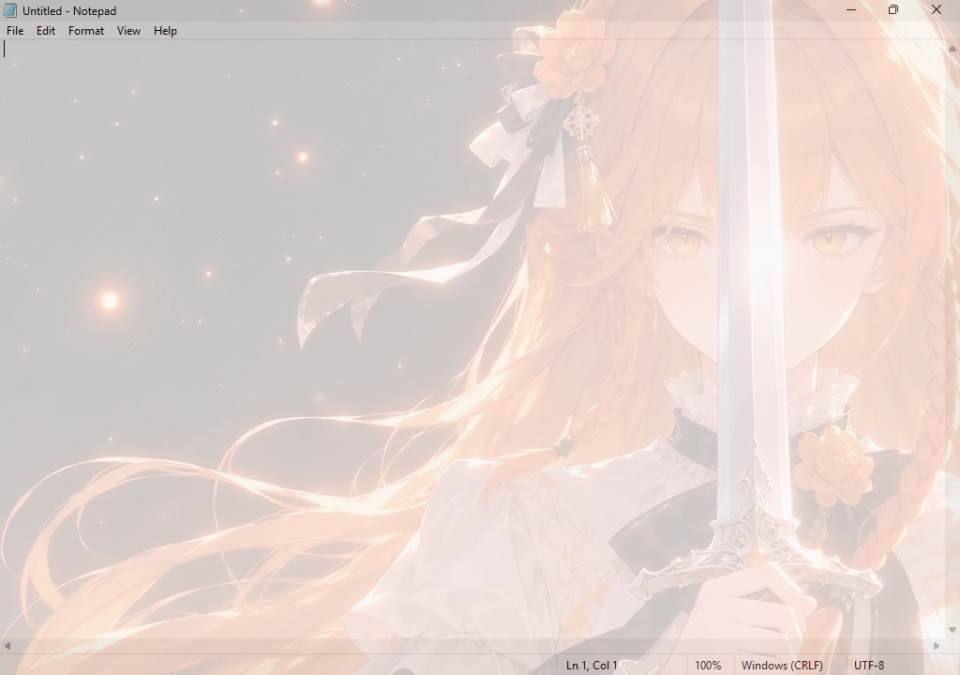 Untitled - Notepad
File Edit Format View Help
Ln 1, Col 1 100% Windows (CRLF) UTF-8